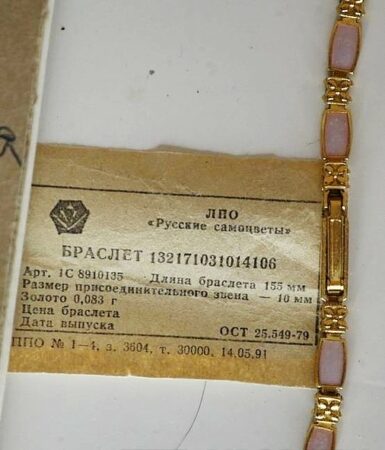 ЛПО
«Русские самоцветы»
БРАСЛЕТ 132171031014106
Арт. 1С 8910135 — Длина браслета 155 мм
Размер присоединительного звена — 10 мм
Золото 0,083 г
Цена браслета
Дата выпуска
ОСТ 25.549-79
ППО № 1—4, з. 3604, т. 30000. 14.05.91